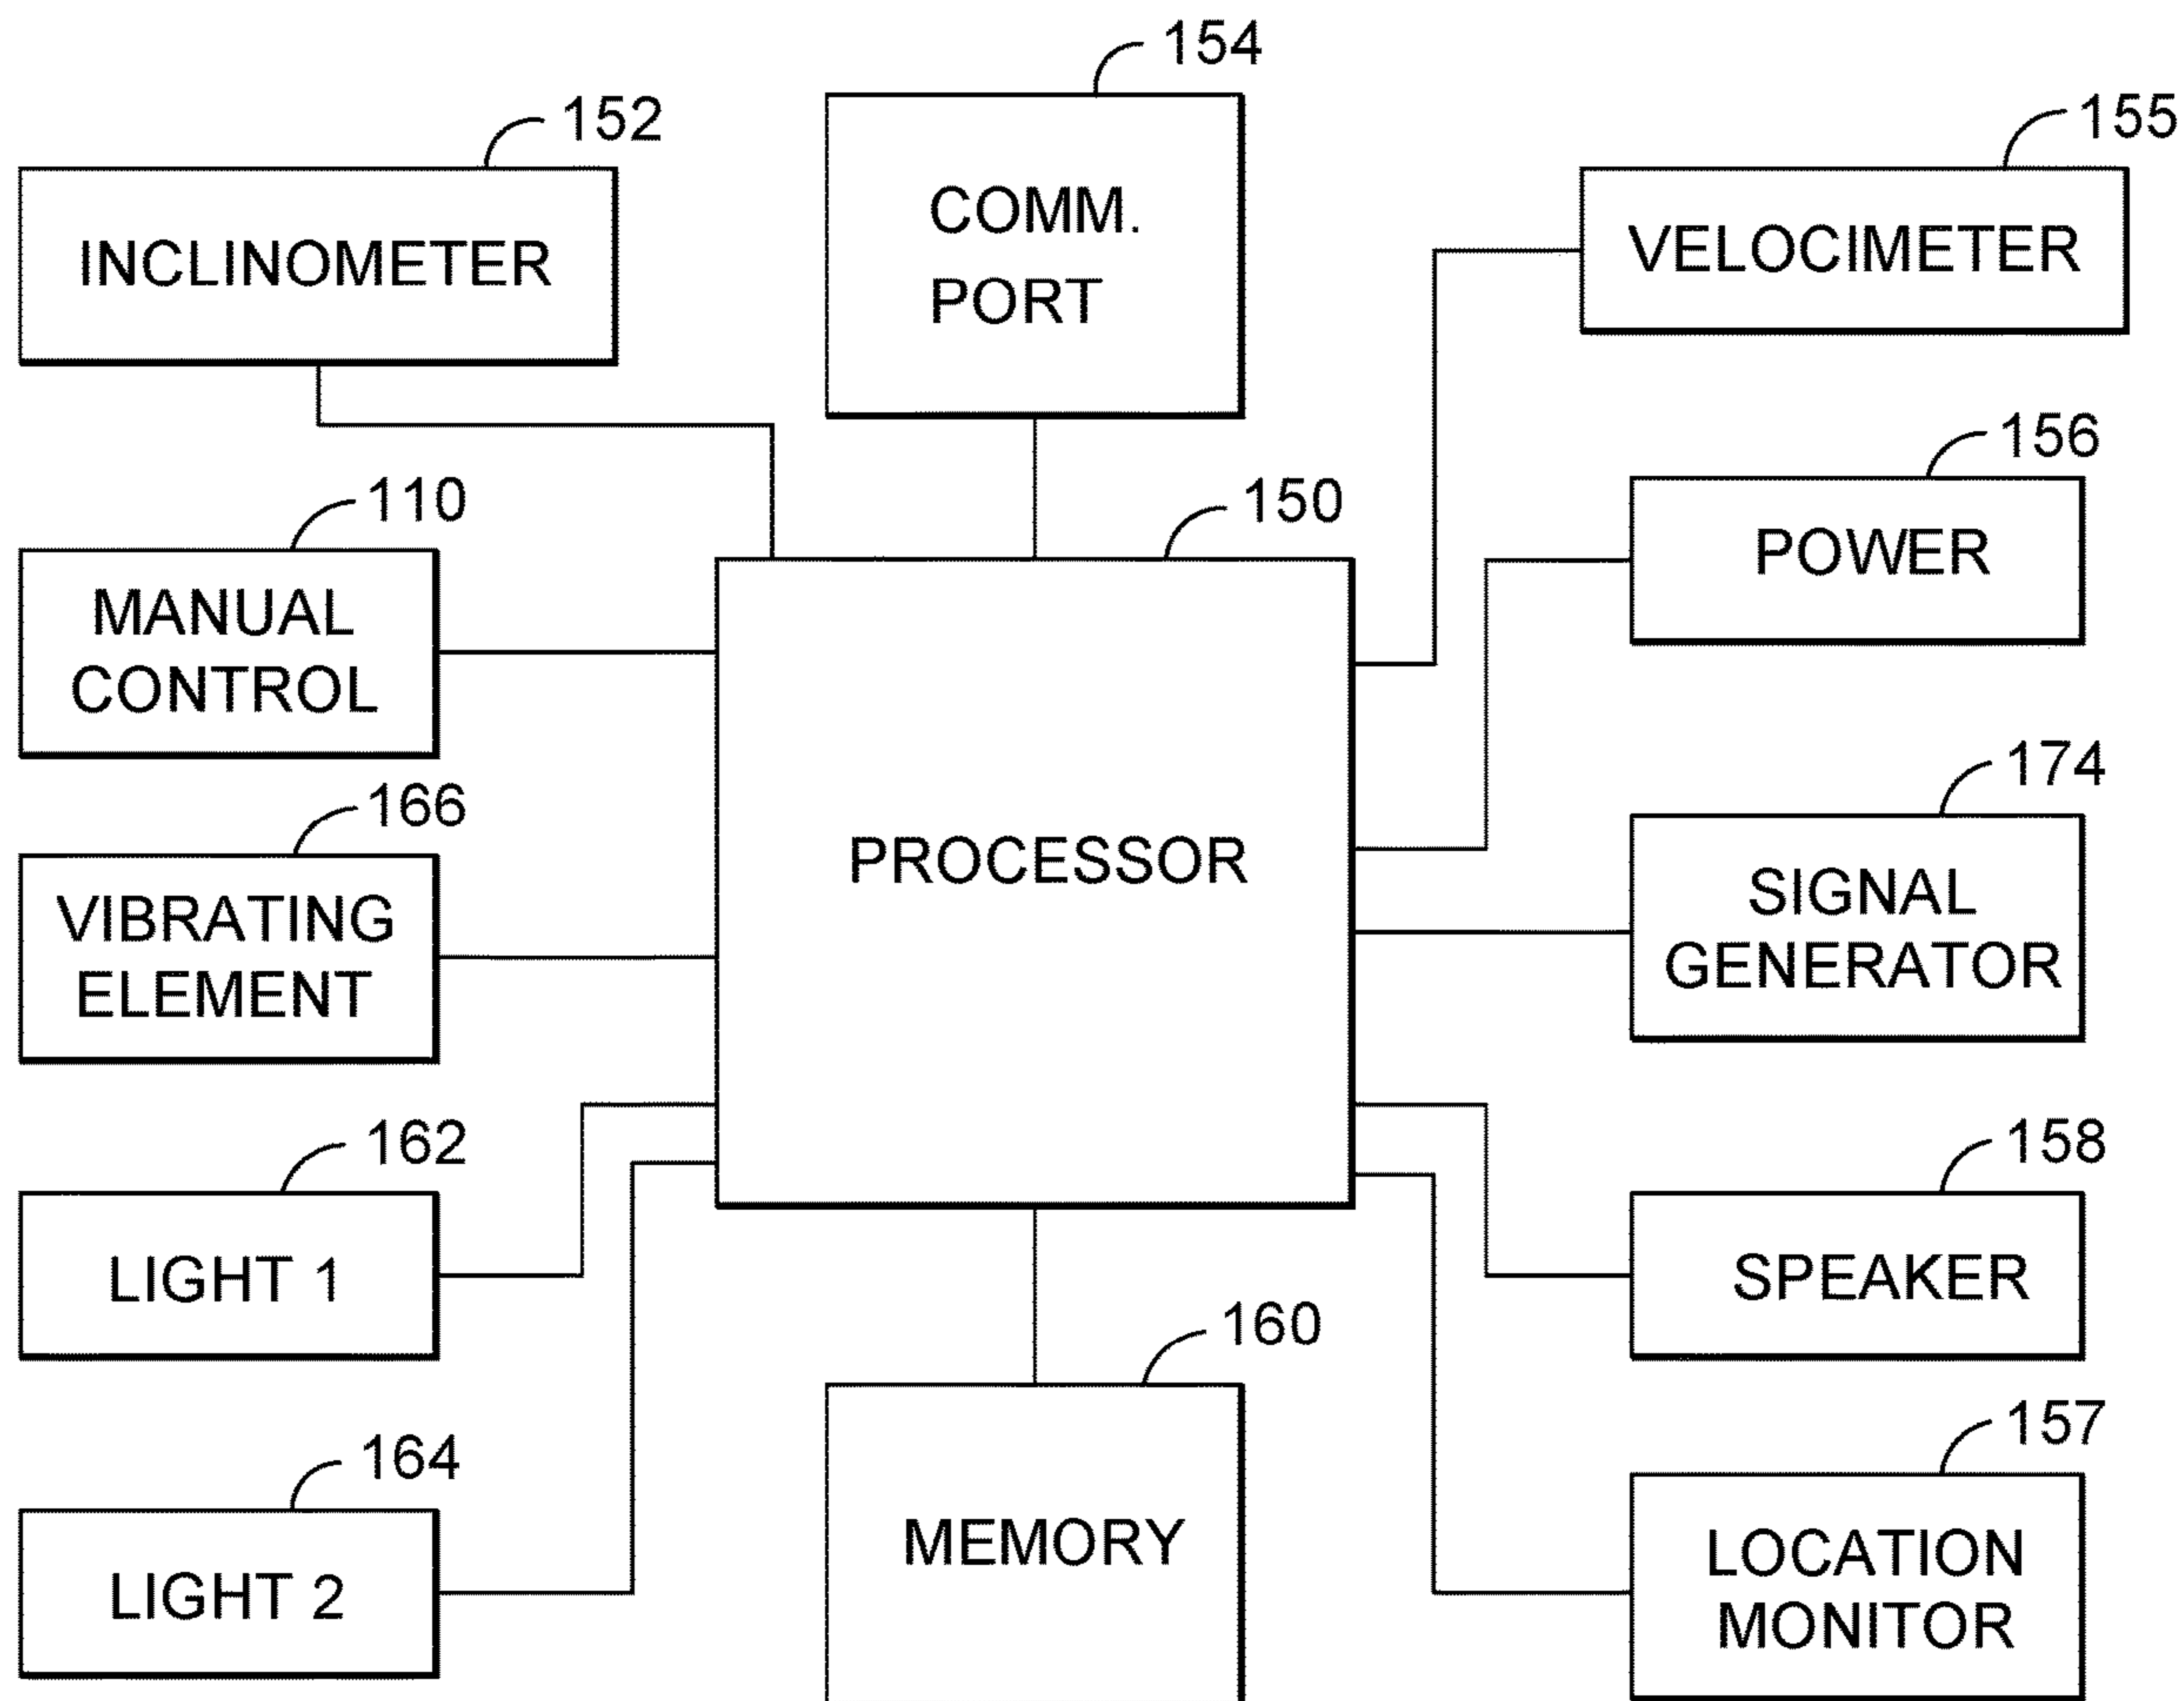 154
152
155
INCLINOMETER
COMM.
PORT
VELOCIMETER
156
110
150
POWER
MANUAL
CONTROL
174
166
PROCESSOR
SIGNAL
GENERATOR
VIBRATING
ELEMENT
162
158
LIGHT 1
SPEAKER
160
157
164
MEMORY
LOCATION
MONITOR
LIGHT 2